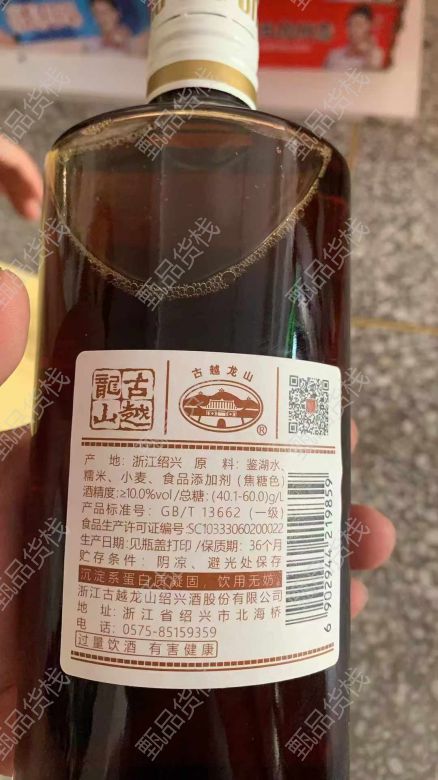 古越龍山
古越龙山
®
产 地: 浙江绍兴 原 料: 鉴湖水、
糯米、小麦、食品添加剂 (焦糖色)
酒精度:≥10.0%vol/总糖: (40.1-60.0)g/L
产品标准号: GB/T 13662 (一级)
食品生产许可证编号:SC10333060200022
生产日期:见瓶盖打印/保质期: 36个月
贮存条件: 阴凉、避光处保存
沉淀系蛋白质凝固, 饮用无妨。
浙江古越龙山绍兴酒股份有限公司
地 址: 浙江省绍兴市北海桥
电 话: 0575-85159359
过量饮酒 有害健康
6 902944 219859
甄品货栈